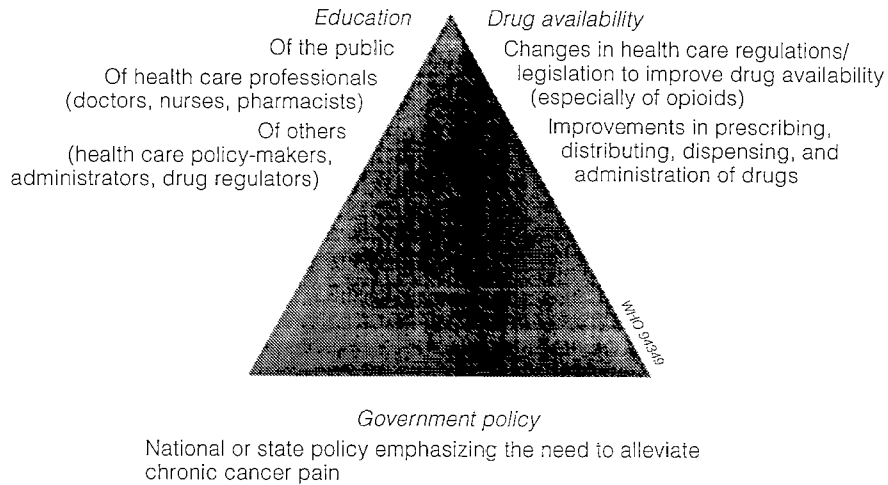 Education
Of the public
Of health care professionals
(doctors, nurses, pharmacists)
Of others
(health care policy-makers,
administrators, drug regulators)
Drug availability
Changes in health care regulations/
legislation to improve drug availability
(especially of opioids)
Improvements in prescribing,
distributing, dispensing, and
administration of drugs
WHO 94349
Government policy
National or state policy emphasizing the need to alleviate
chronic cancer pain